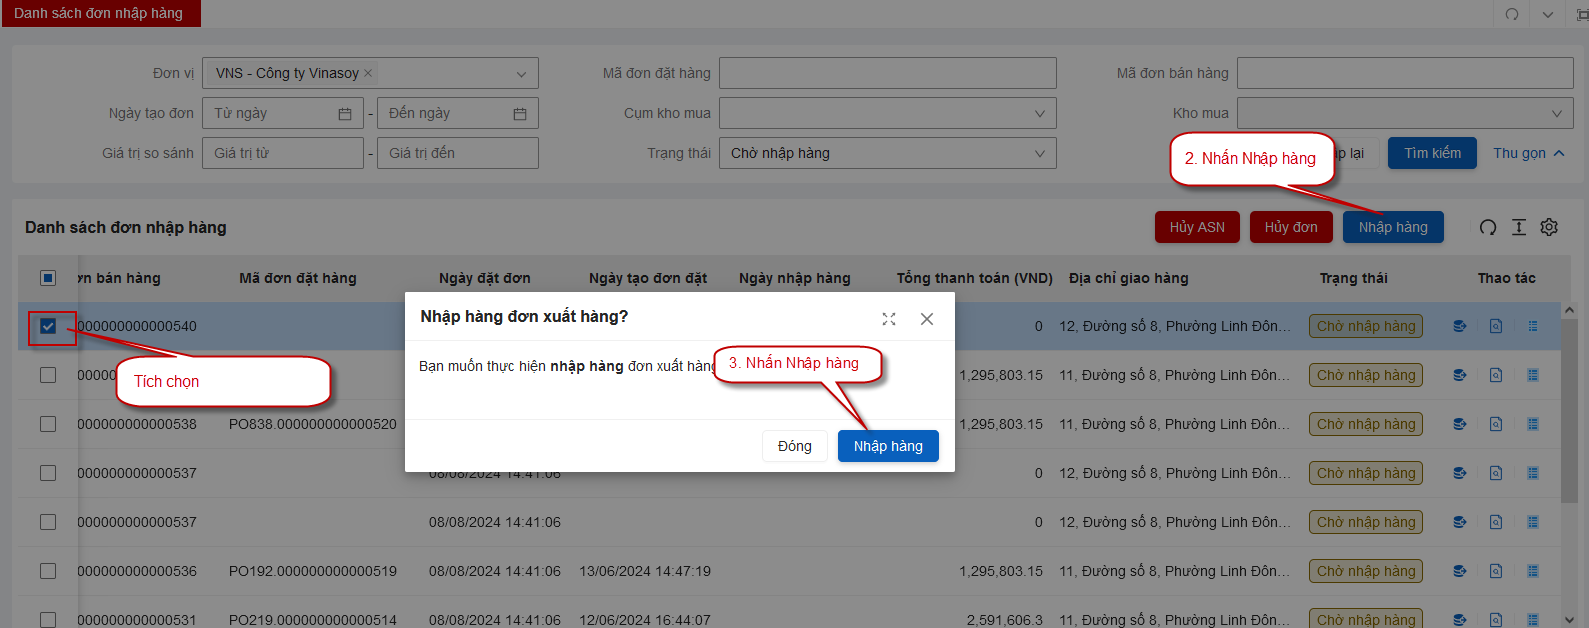 Danh sách đơn nhập hàng
Đơn vị VNS - Công ty Vinasoy Mã đơn đặt hàng Mã đơn bán hàng
Ngày tạo đơn Từ ngày - Đến ngày Cụm kho mua Kho mua
Giá trị so sánh Giá trị từ - Giá trị đến Trạng thái Chờ nhập hàng lại Tìm kiếm Thu gọn
2. Nhấn Nhập hàng
Danh sách đơn nhập hàng Hủy ASN Hủy đơn Nhập hàng
bán hàng Mã đơn đặt hàng Ngày đặt đơn Ngày tạo đơn đặt Ngày nhập hàng Tổng thanh toán (VND) Địa chỉ giao hàng Trạng thái Thao tác
000000000000540 0 12, Đường số 8, Phường Linh Đôn... Chờ nhập hàng
Nhập hàng đơn xuất hàng?
Bạn muốn thực hiện nhập hàng đơn xuất hàng
3. Nhấn Nhập hàng
Đóng Nhập hàng
Tích chọn
1,295,803.15 11, Đường số 8, Phường Linh Đôn... Chờ nhập hàng
000000000000538 PO838.000000000000520 1,295,803.15 11, Đường số 8, Phường Linh Đôn... Chờ nhập hàng
000000000000537 08/08/2024 14:41:06 0 12, Đường số 8, Phường Linh Đôn... Chờ nhập hàng
000000000000537 08/08/2024 14:41:06 0 12, Đường số 8, Phường Linh Đôn... Chờ nhập hàng
000000000000536 PO192.000000000000519 08/08/2024 14:41:06 13/06/2024 14:47:19 1,295,803.15 11, Đường số 8, Phường Linh Đôn... Chờ nhập hàng
000000000000531 PO219.000000000000514 08/08/2024 14:41:06 12/06/2024 16:44:07 2,591,606.3 11, Đường số 8, Phường Linh Đôn... Chờ nhập hàng